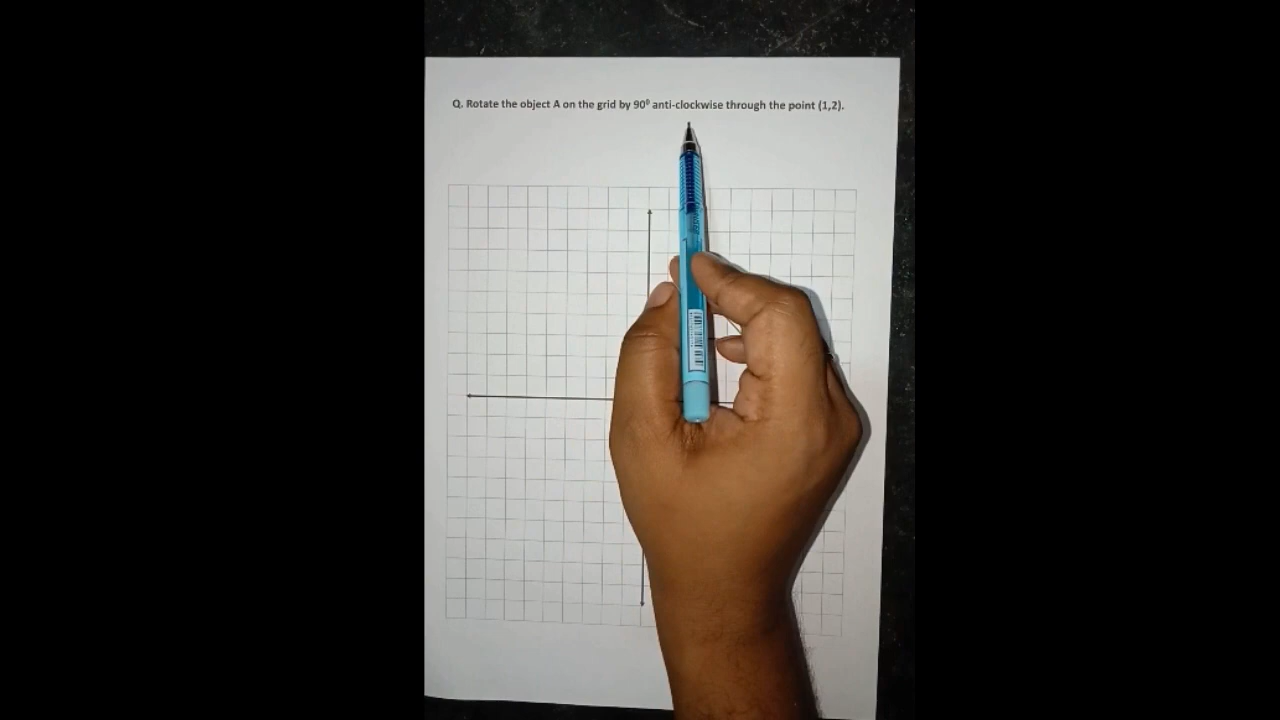 Q. Rotate the object A on the grid by 90⁰ anti-clockwise through the point (1,2).